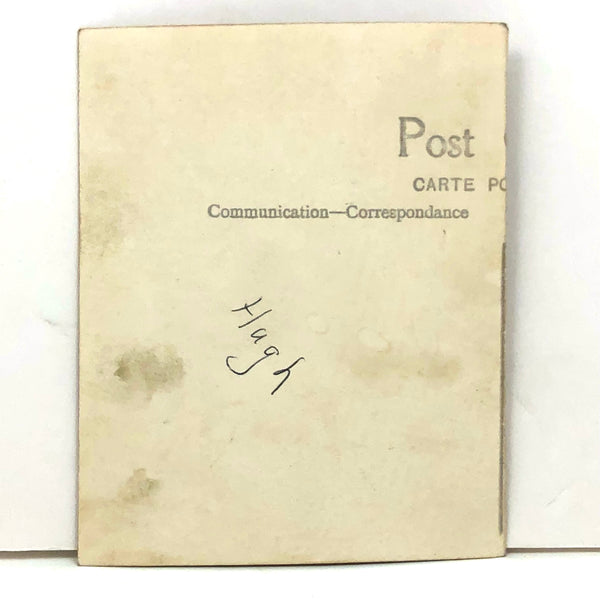 Post
CARTE PO
Communication—Correspondance
Hugh